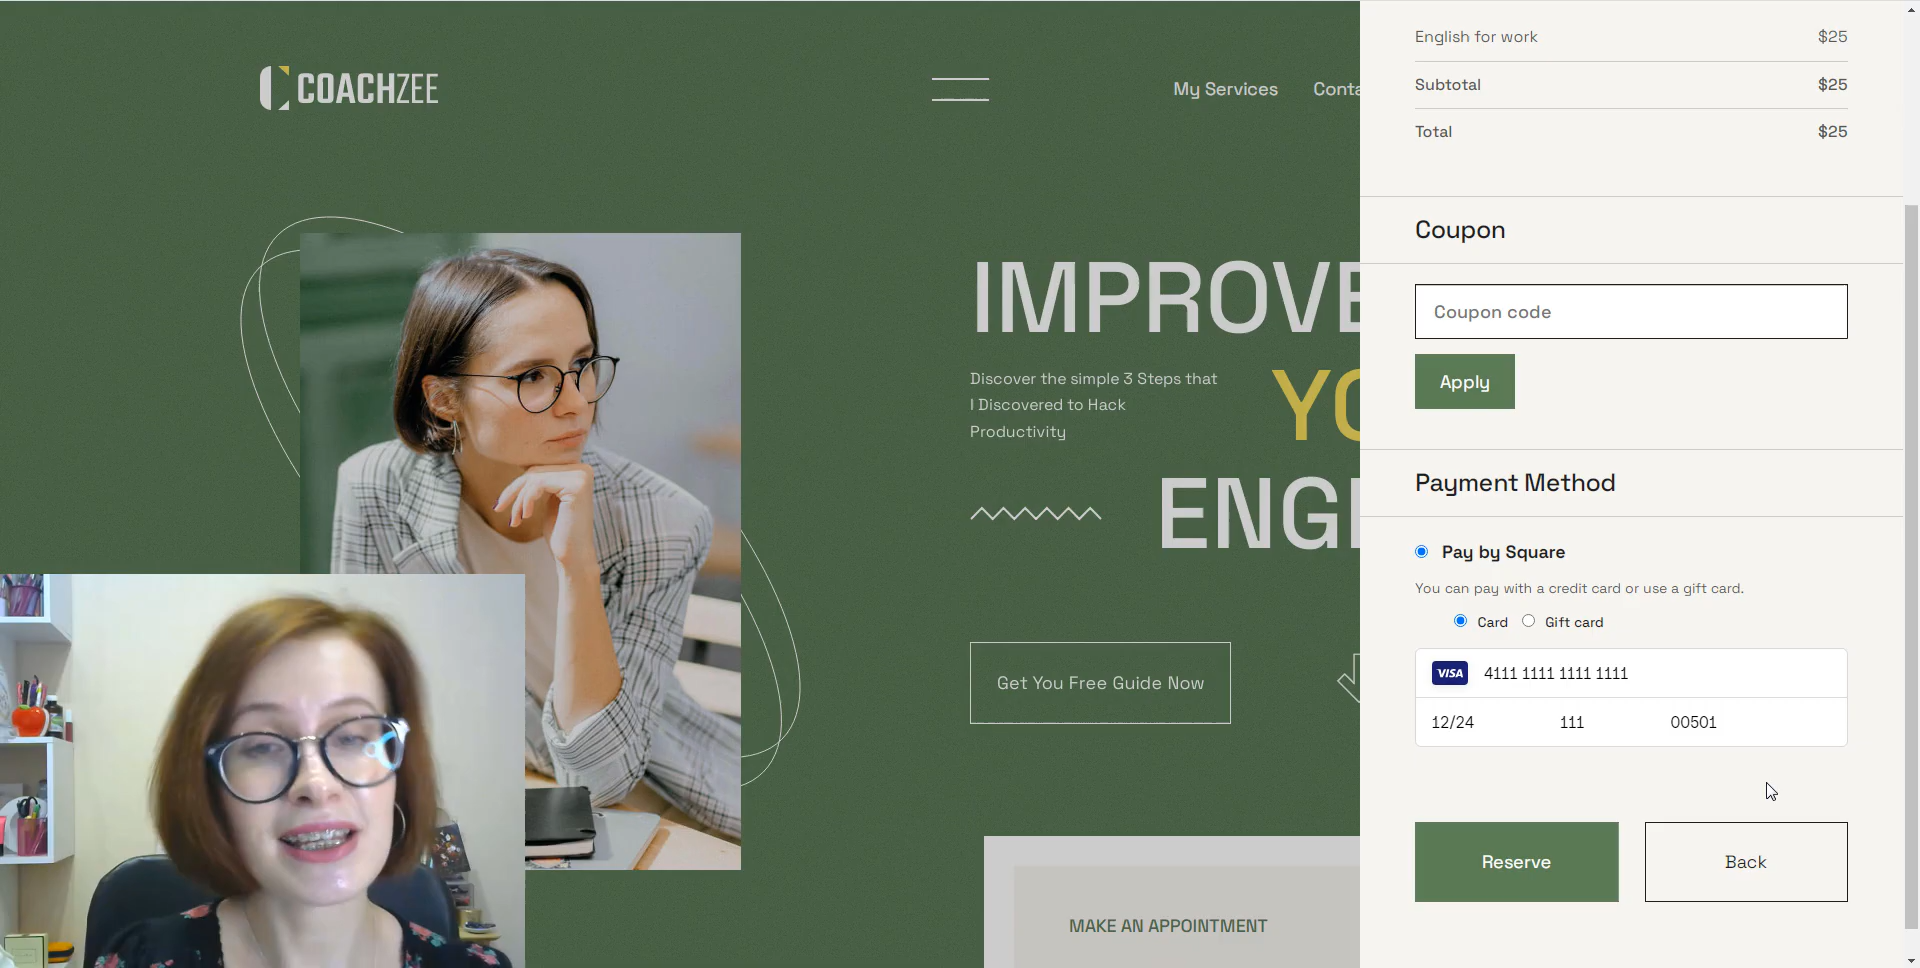 COACHZEE
My Services
Conta
IMPROVE
Discover the simple 3 Steps that
I Discovered to Hack
Productivity
YO
ENGI
Get You Free Guide Now
MAKE AN APPOINTMENT
English for work $25
Subtotal $25
Total $25
Coupon
Coupon code
Apply
Payment Method
Pay by Square
You can pay with a credit card or use a gift card.
Card Gift card
VISA 4111 1111 1111 1111
12/24 111 00501
Reserve Back